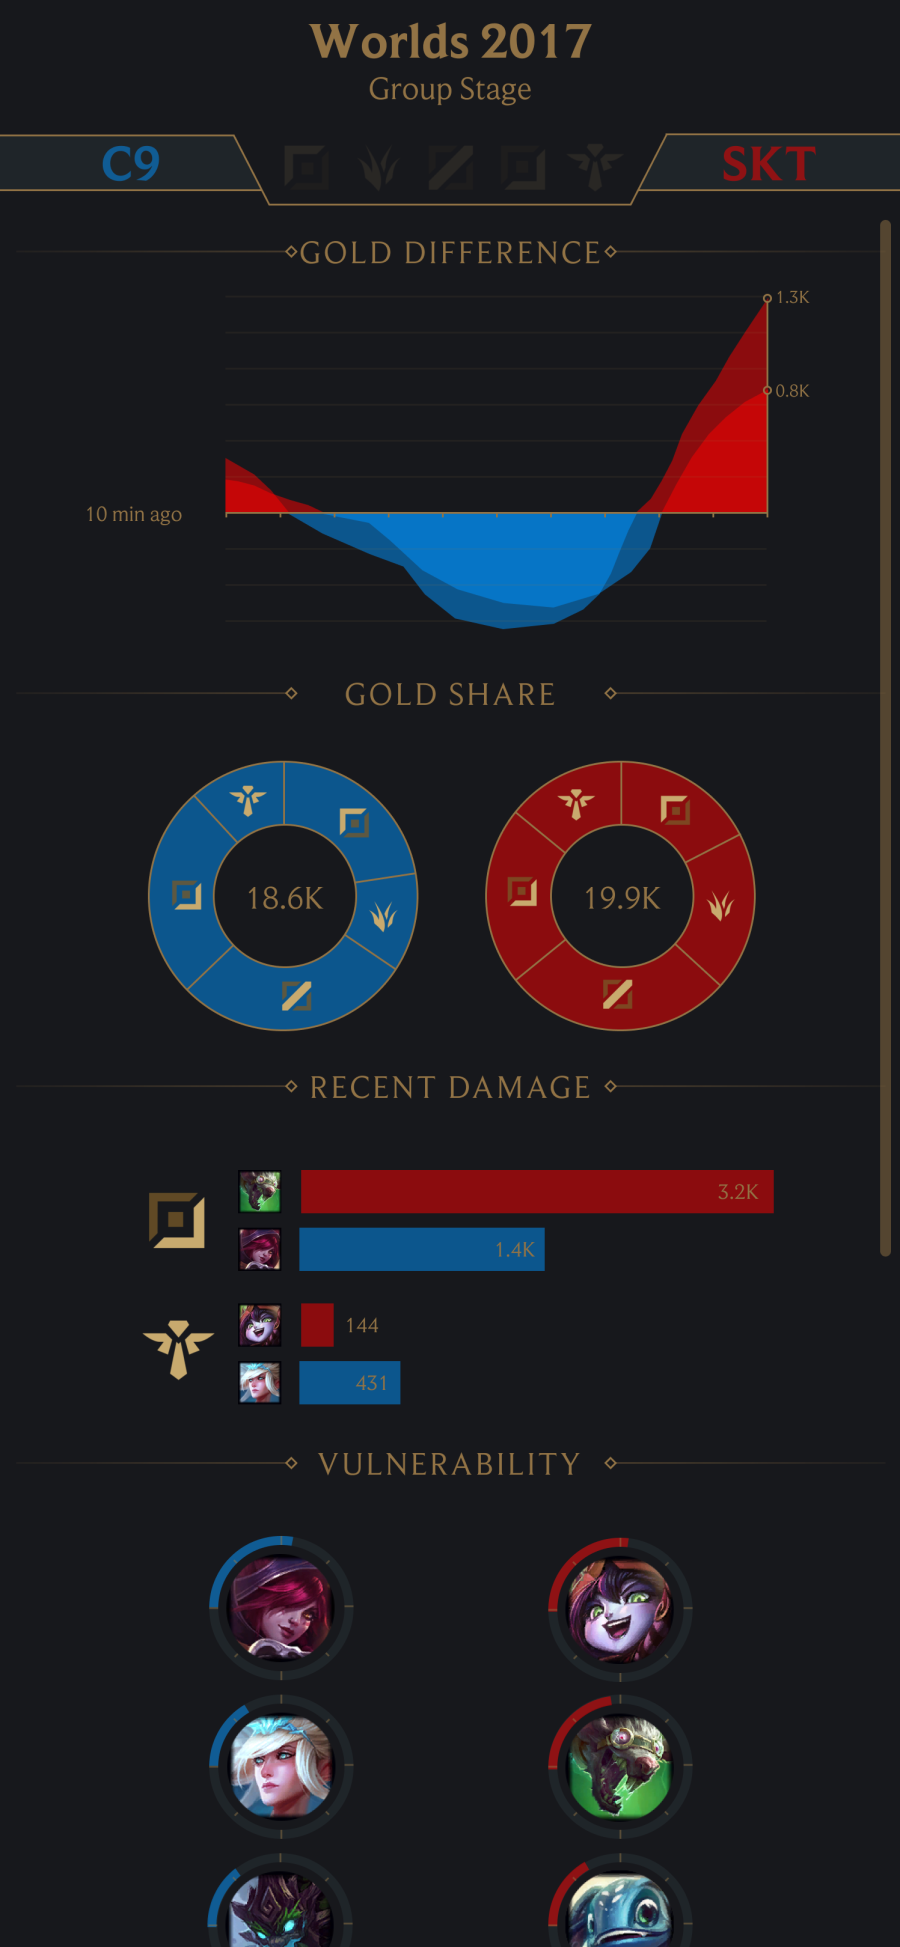 Worlds 2017
Group Stage
C9
SKT
GOLD DIFFERENCE
1.3K
0.8K
10 min ago
GOLD SHARE
18.6K
19.9K
RECENT DAMAGE
3.2K
1.4K
144
431
VULNERABILITY